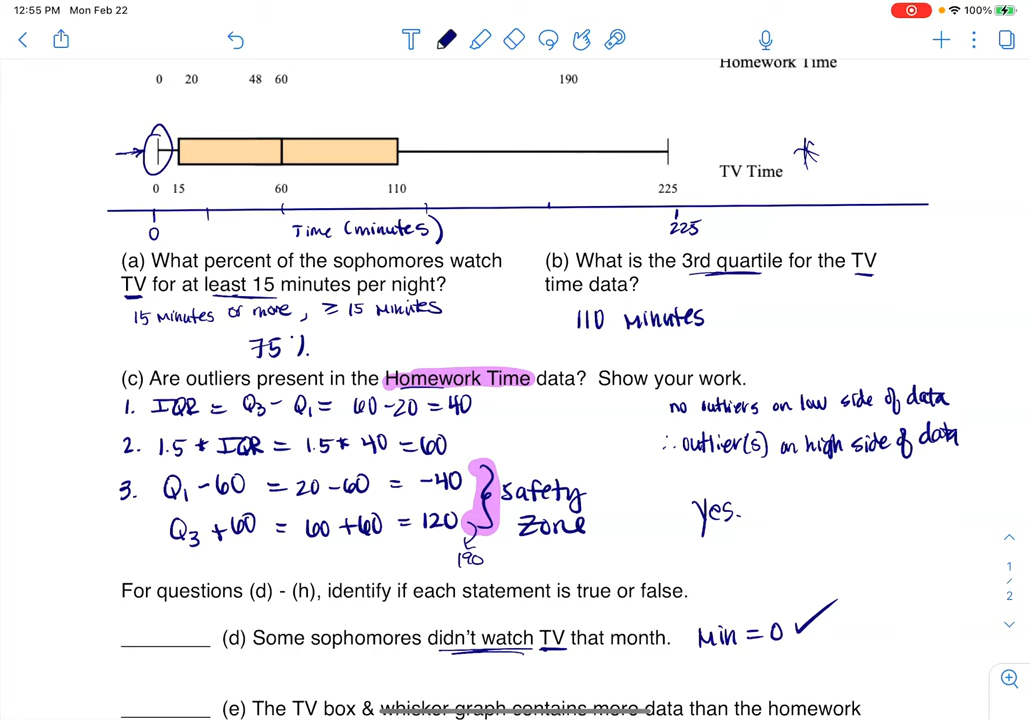 12:55 PM Mon Feb 22
100%
Homework Time
0 20 48 60 190
TV Time
0 15 60 110 225
0 Time (minutes) 225
(a) What percent of the sophomores watch
TV for at least 15 minutes per night?
15 minutes or more, ≥ 15 minutes
75 %.
(b) What is the 3rd quartile for the TV
time data?
110 minutes
(c) Are outliers present in the Homework Time data? Show your work.
1. IQR = Q3 - Q1 = 60-20 = 40
2. 1.5 * IQR = 1.5 * 40 = 60
3. Q1 - 60 = 20 - 60 = -40
Q3 + 60 = 60 + 60 = 120
safety
zone
190
no outliers on low side of data
∴ outlier(s) on high side of data
yes.
For questions (d) - (h), identify if each statement is true or false.
________ (d) Some sophomores didn't watch TV that month. Min = 0 ✓
________ (e) The TV box & whisker graph contains more data than the homework
1
/
2